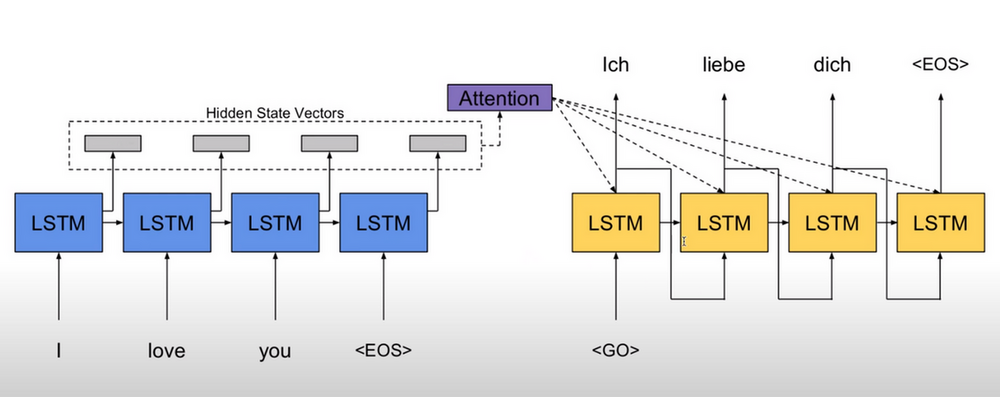 Ich liebe dich <EOS>
Attention
Hidden State Vectors
LSTM LSTM LSTM LSTM LSTM LSTM LSTM LSTM
I love you <EOS> <GO>